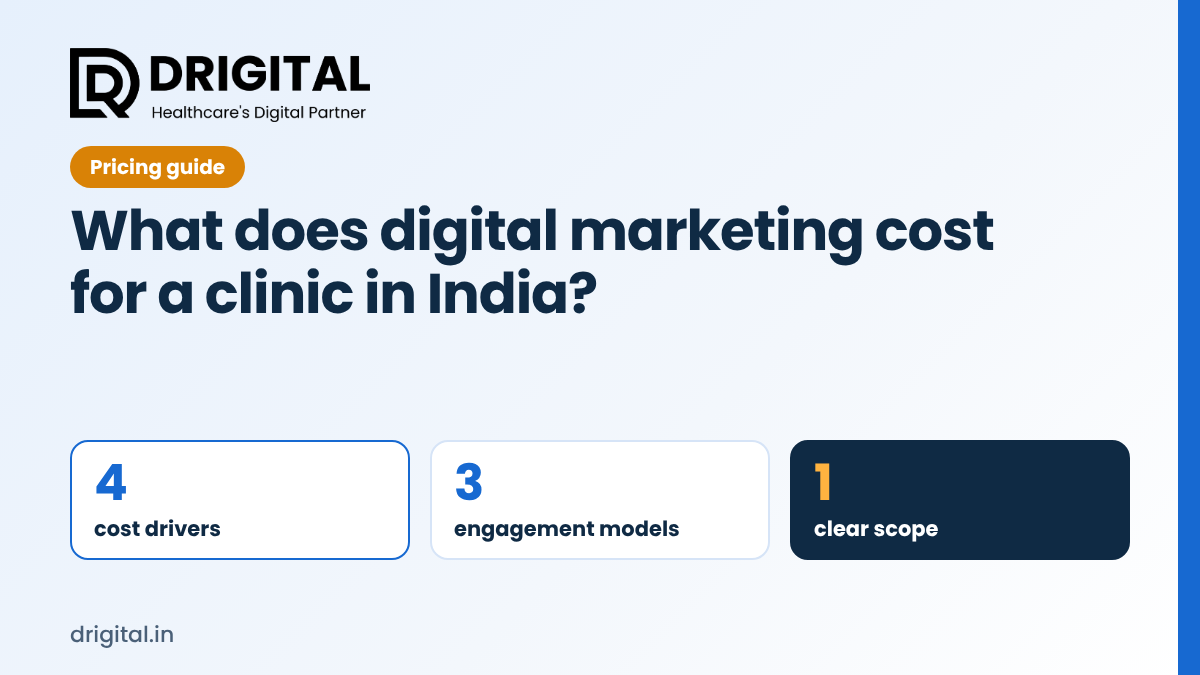 DRIGITAL
Healthcare's Digital Partner
Pricing guide
What does digital marketing cost
for a clinic in India?
4
cost drivers
3
engagement models
1
clear scope
drigital.in